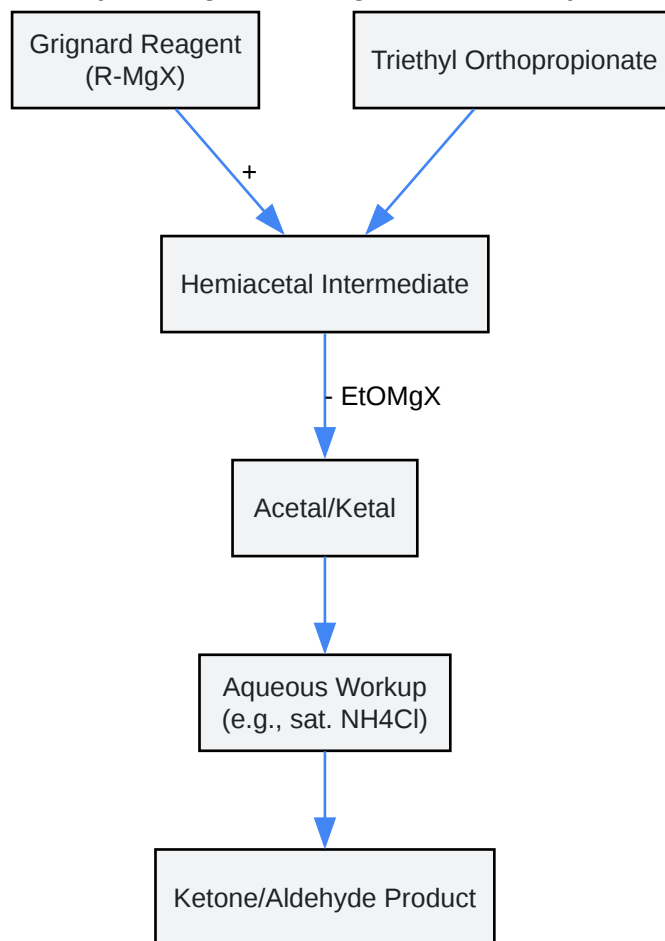 Grignard Reagent
(R-MgX)
Triethyl Orthopropionate
+
Hemiacetal Intermediate
- EtOMgX
Acetal/Ketal
Aqueous Workup
(e.g., sat. NH4Cl)
Ketone/Aldehyde Product